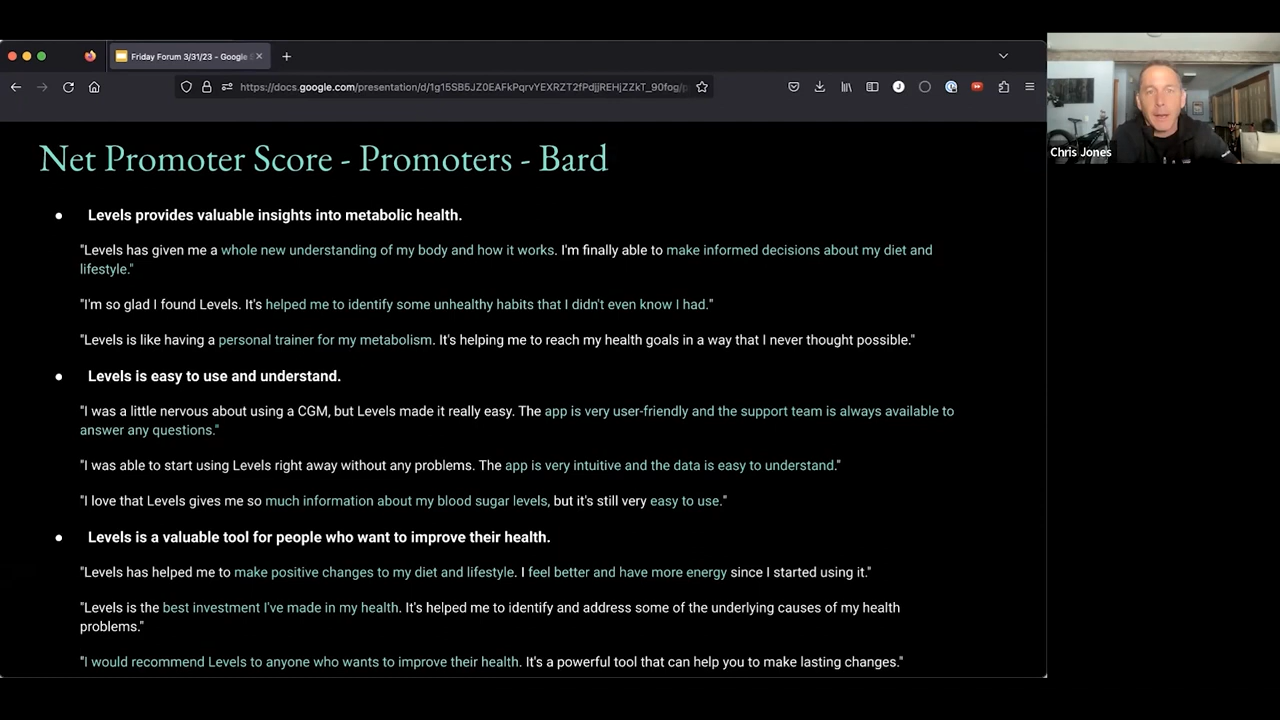 Friday Forum 3/31/23 - Google
https://docs.google.com/presentation/d/1g15SB5JZ0EAFkPqrvYEXRZT2fPdjjREHjZZkT_90fog/p
Chris Jones
Net Promoter Score - Promoters - Bard
● Levels provides valuable insights into metabolic health.
"Levels has given me a whole new understanding of my body and how it works. I'm finally able to make informed decisions about my diet and
lifestyle."
"I'm so glad I found Levels. It's helped me to identify some unhealthy habits that I didn't even know I had."
"Levels is like having a personal trainer for my metabolism. It's helping me to reach my health goals in a way that I never thought possible."
● Levels is easy to use and understand.
"I was a little nervous about using a CGM, but Levels made it really easy. The app is very user-friendly and the support team is always available to
answer any questions."
"I was able to start using Levels right away without any problems. The app is very intuitive and the data is easy to understand."
"I love that Levels gives me so much information about my blood sugar levels, but it's still very easy to use."
● Levels is a valuable tool for people who want to improve their health.
"Levels has helped me to make positive changes to my diet and lifestyle. I feel better and have more energy since I started using it."
"Levels is the best investment I've made in my health. It's helped me to identify and address some of the underlying causes of my health
problems."
"I would recommend Levels to anyone who wants to improve their health. It's a powerful tool that can help you to make lasting changes."